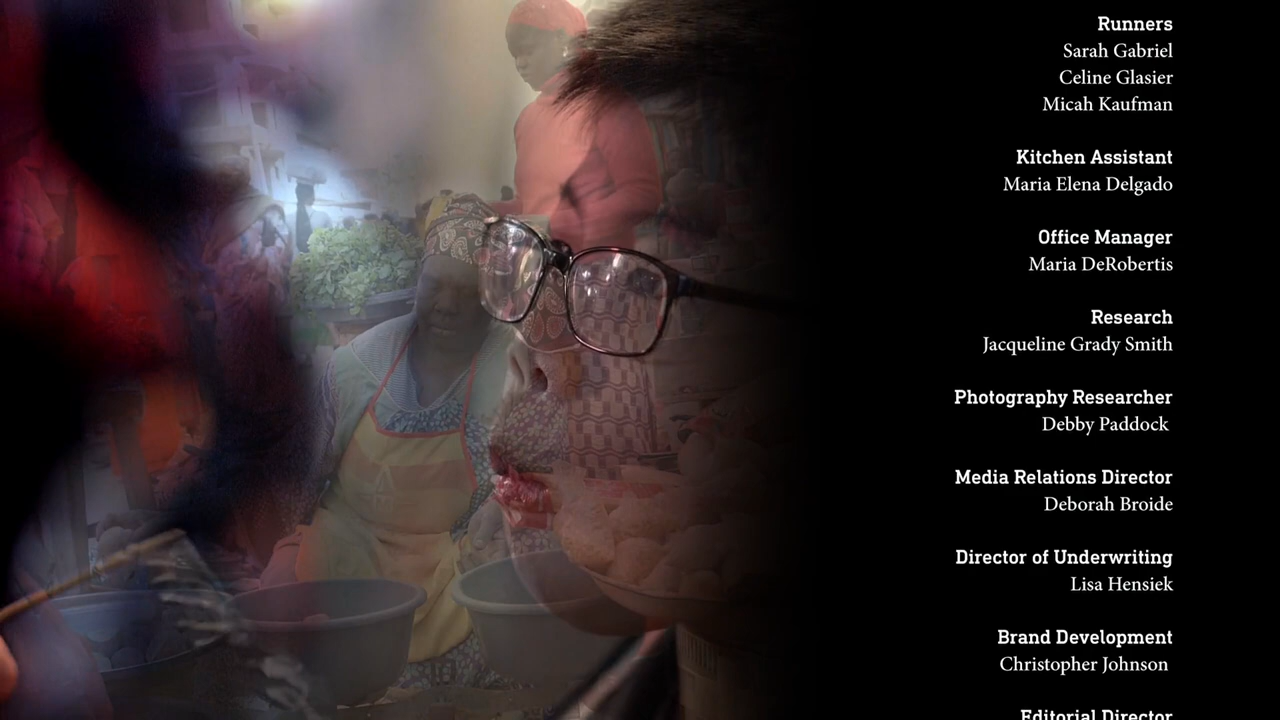 Runners
Sarah Gabriel
Celine Glasier
Micah Kaufman
Kitchen Assistant
Maria Elena Delgado
Office Manager
Maria DeRobertis
Research
Jacqueline Grady Smith
Photography Researcher
Debby Paddock
Media Relations Director
Deborah Broide
Director of Underwriting
Lisa Hensiek
Brand Development
Christopher Johnson
Editorial Director